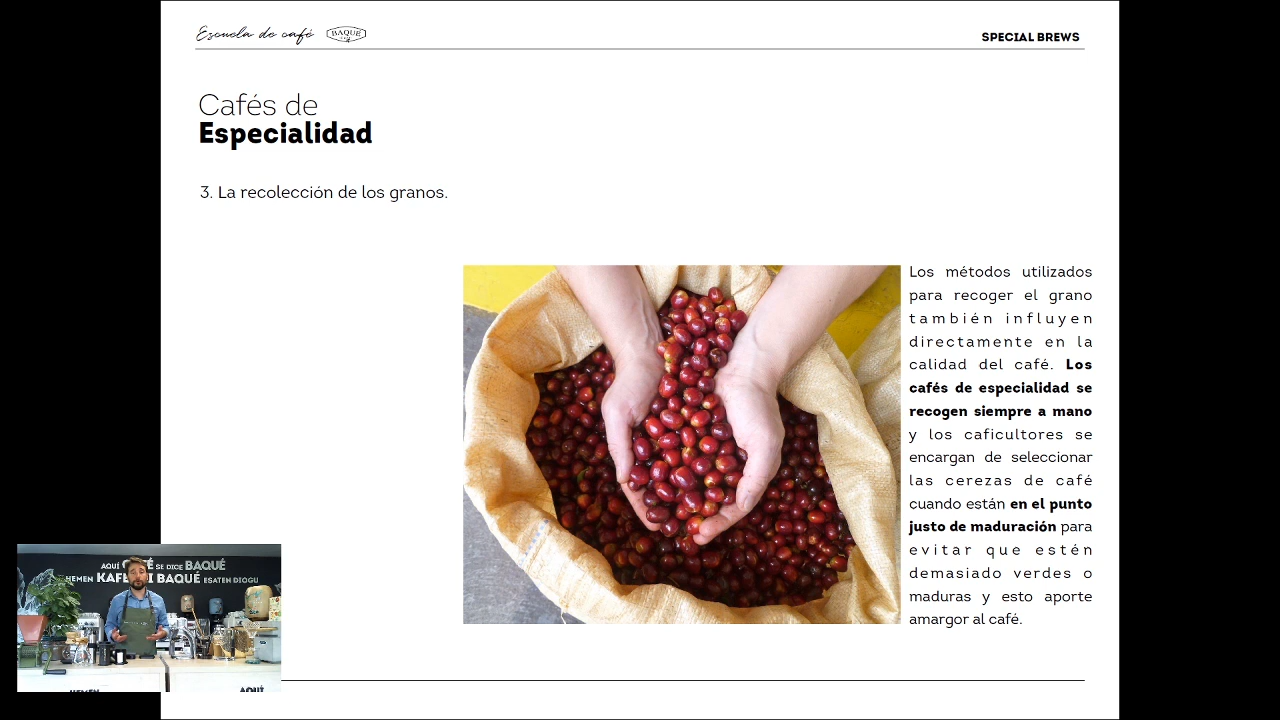 Escuela de café BAQUÉ
SPECIAL BREWS
Cafés de
Especialidad
3. La recolección de los granos.
Los métodos utilizados
para recoger el grano
también influyen
directamente en la
calidad del café. Los
cafés de especialidad se
recogen siempre a mano
y los caficultores se
encargan de seleccionar
las cerezas de café
cuando están en el punto
justo de maduración para
evitar que estén
demasiado verdes o
maduras y esto aporte
amargor al café.
AQUÍ SE DICE BAQUÉ
HEMEN BAQUÉ ESATEN DIOGU
HEMEN
AQUÍ